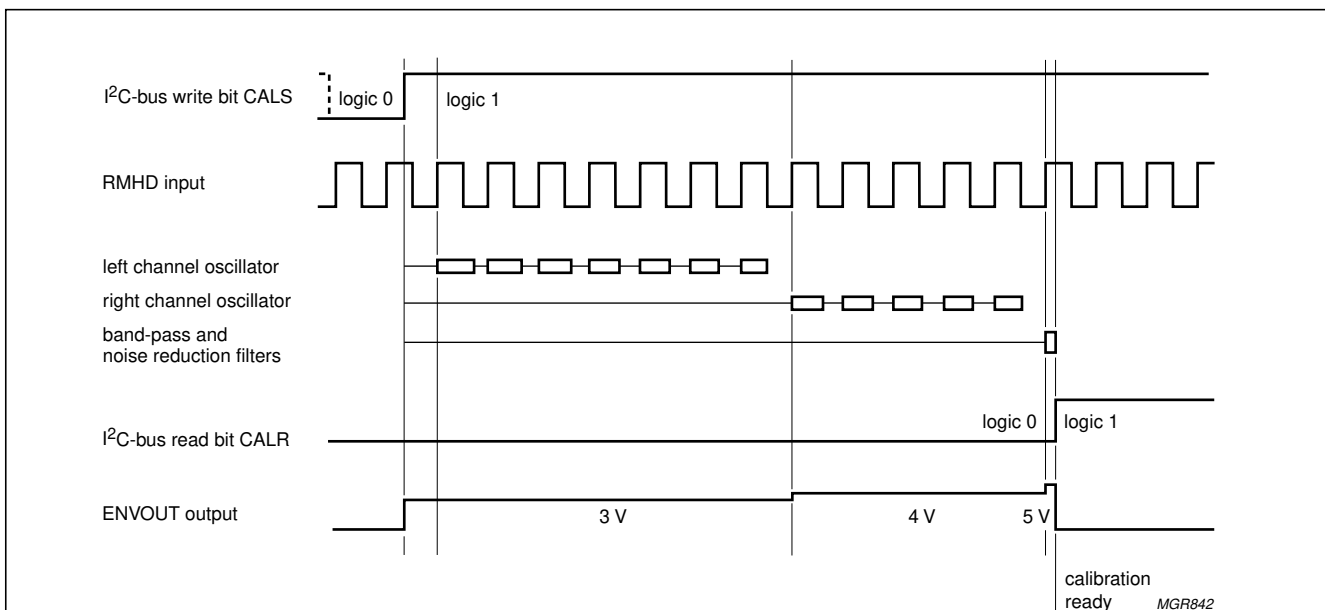 I²C-bus write bit CALS
logic 0
logic 1
RMHD input
left channel oscillator
right channel oscillator
band-pass and
noise reduction filters
I²C-bus read bit CALR
logic 0
logic 1
ENVOUT output
3 V
4 V
5 V
calibration
ready
MGR842